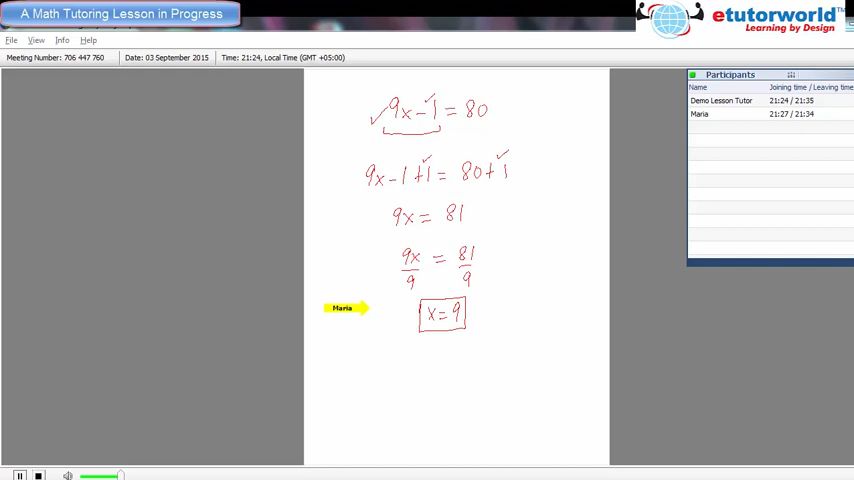 A Math Tutoring Lesson in Progress
etutorworld™
Learning by Design
File View Info Help
Meeting Number: 706 447 760 Date: 03 September 2015 Time: 21:24, Local Time (GMT +05:00)
Participants
Name Joining time / Leaving time
Demo Lesson Tutor 21:24 / 21:35
Maria 21:27 / 21:34
9x-1 = 80
9x-1+1 = 80+1
9x = 81
9x/9 = 81/9
Maria
x=9